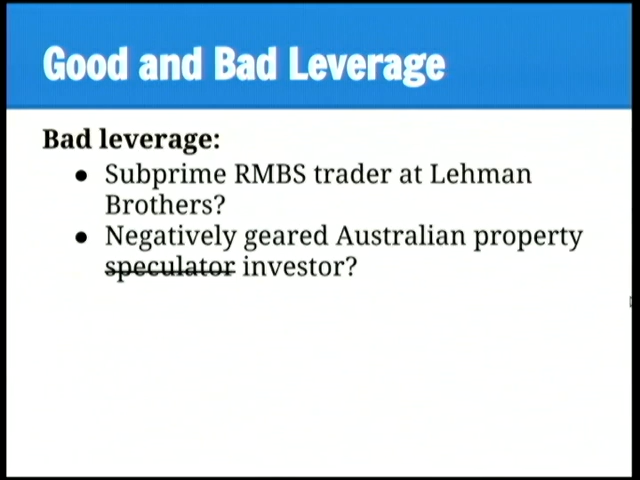 Good and Bad Leverage
Bad leverage:
● Subprime RMBS trader at Lehman
Brothers?
● Negatively geared Australian property
speculator investor?